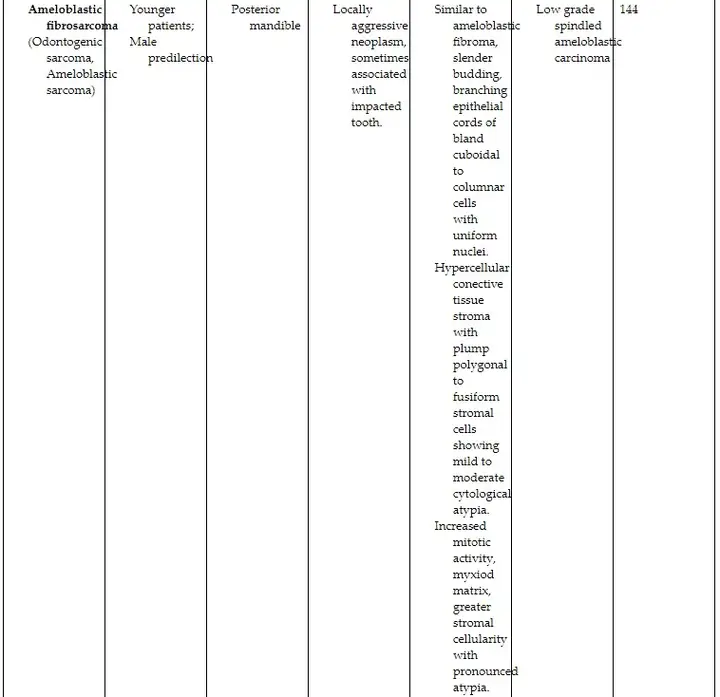 Ameloblastic
fibrosarcoma
(Odontogenic
sarcoma,
Ameloblastic
sarcoma)
Younger
patients;
Male
predilection
Posterior
mandible
Locally
aggressive
neoplasm,
sometimes
associated
with
impacted
tooth.
Similar to
ameloblastic
fibroma,
slender
budding,
branching
epithelial
cords of
bland
cuboidal
to
columnar
cells
with
uniform
nuclei.
Hypercellular
conective
tissue
stroma
with
plump
polygonal
to
fusiform
stromal
cells
showing
mild to
moderate
cytological
atypia.
Increased
mitotic
activity,
myxiod
matrix,
greater
stromal
cellularity
with
pronounced
atypia.
Low grade
spindled
ameloblastic
carcinoma
144